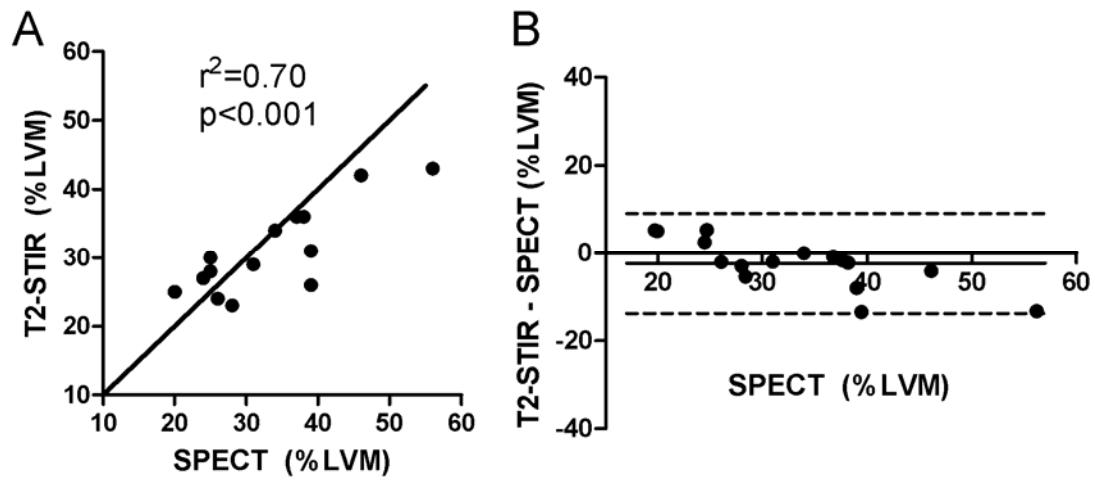 A
T2-STIR (%LVM)
60
50
40
30
20
10
r²=0.70
p<0.001
10 20 30 40 50 60
SPECT (%LVM)
B
T2-STIR - SPECT (%LVM)
40
20
0
-20
-40
20 30 40 50 60
SPECT (%LVM)